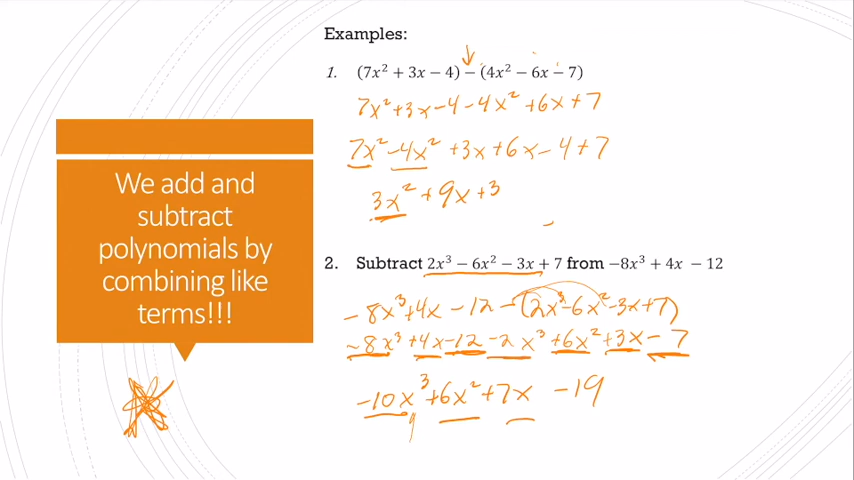 We add and
subtract
polynomials by
combining like
terms!!!
Examples:
1. (7x² + 3x − 4) − (4x² − 6x − 7)
7x² + 3x − 4 − 4x² + 6x + 7
7x² − 4x² + 3x + 6x − 4 + 7
3x² + 9x + 3
2. Subtract 2x³ − 6x² − 3x + 7 from −8x³ + 4x − 12
−8x³ + 4x − 12 − (2x³ − 6x² − 3x + 7)
−8x³ + 4x − 12 − 2x³ + 6x² + 3x − 7
−10x³ + 6x² + 7x − 19